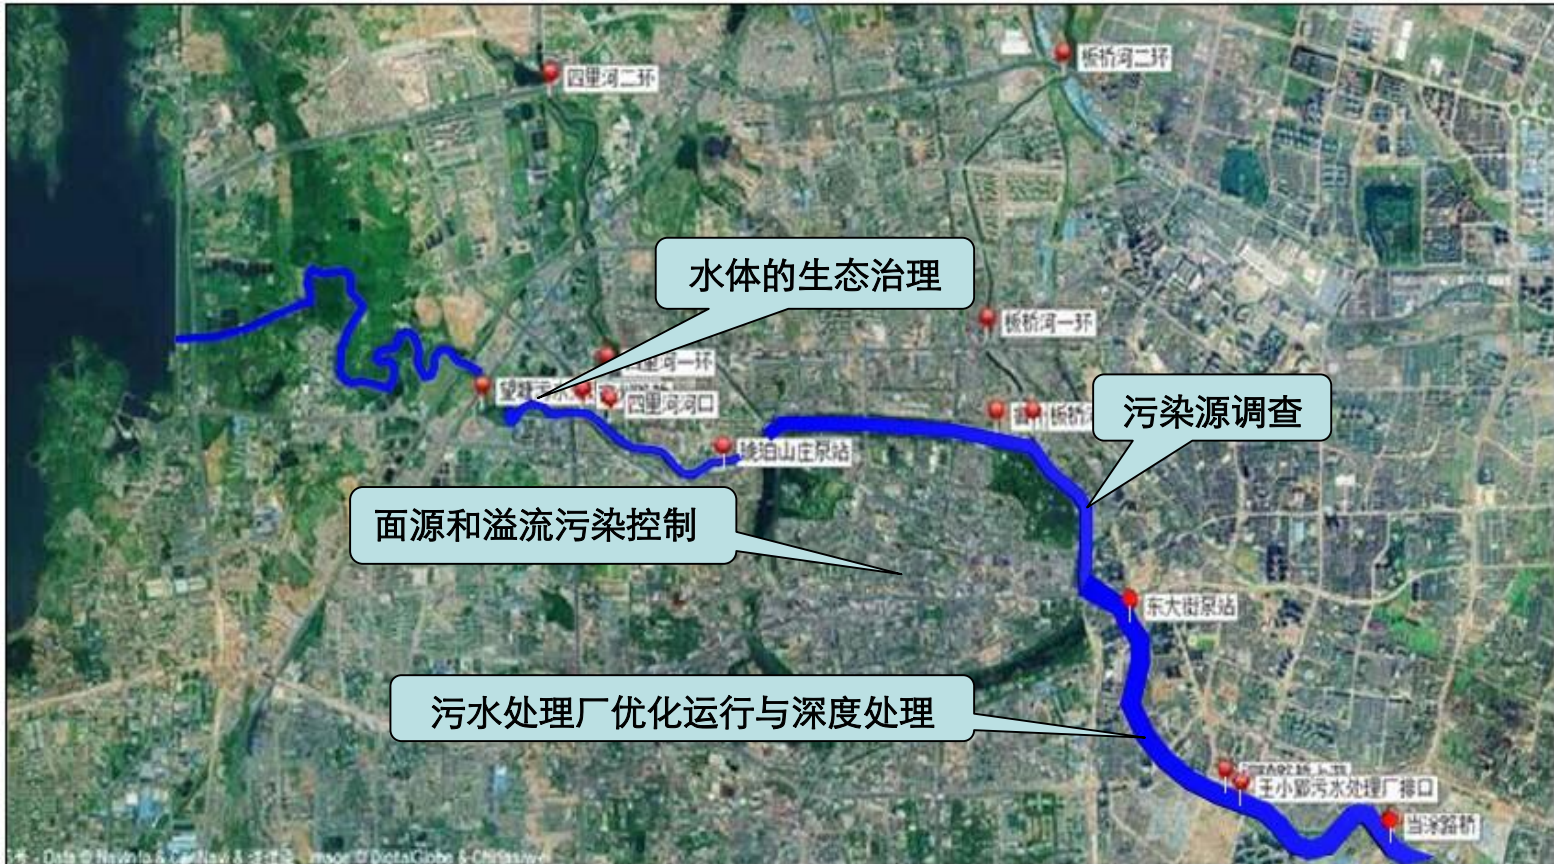 四里河二环
板桥河二环
水体的生态治理
板桥河一环
四里河一环
四里河河口
污染源调查
琥珀山庄泵站
面源和溢流污染控制
东大街泵站
污水处理厂优化运行与深度处理
王小郢污水处理厂排口
当涂路桥